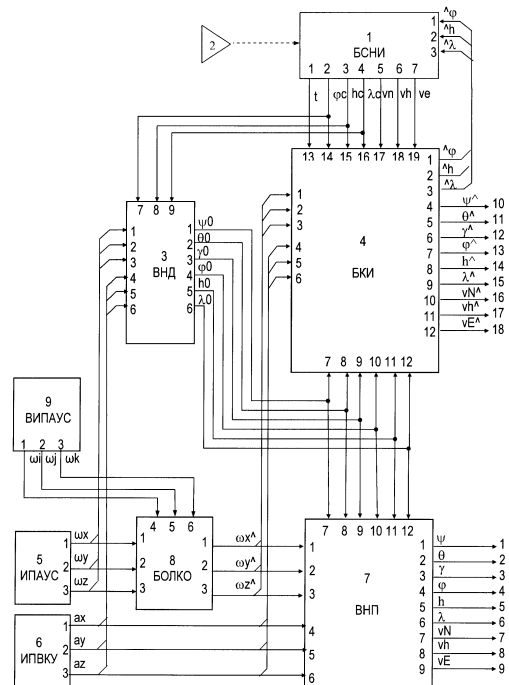 2
1
БСНИ
1
2
3
^φ
^h
^λ
1 2 3 4 5 6 7
t φc hc λc vn vh ve
13 14 15 16 17 18 19
7 8 9
3
ВНД
1
2
3
4
5
6
1 ψ0
2 θ0
3 γ0
4 φ0
5 h0
6 λ0
4
БКИ
1
2
3
4
5
6
1 ^φ
2 ^h
3 ^λ
4 ψ^ 10
5 θ^ 11
6 γ^ 12
7 φ^ 13
8 h^ 14
9 λ^ 15
10 vN^ 16
11 vh^ 17
12 vE^ 18
7 8 9 10 11 12
9
ВИПАУС
1 2 3
ωi ωj ωk
5
ИПАУС
1 ωx
2 ωy
3 ωz
4 5 6
8
БОЛКО
1
2
3
1 ωx^
2 ωy^
3 ωz^
6
ИПВКУ
1 ax
2 ay
3 az
7 8 9 10 11 12
7
ВНП
1
2
3
4
5
6
1 ψ 1
2 θ 2
3 γ 3
4 φ 4
5 h 5
6 λ 6
7 vN 7
8 vh 8
9 vE 9